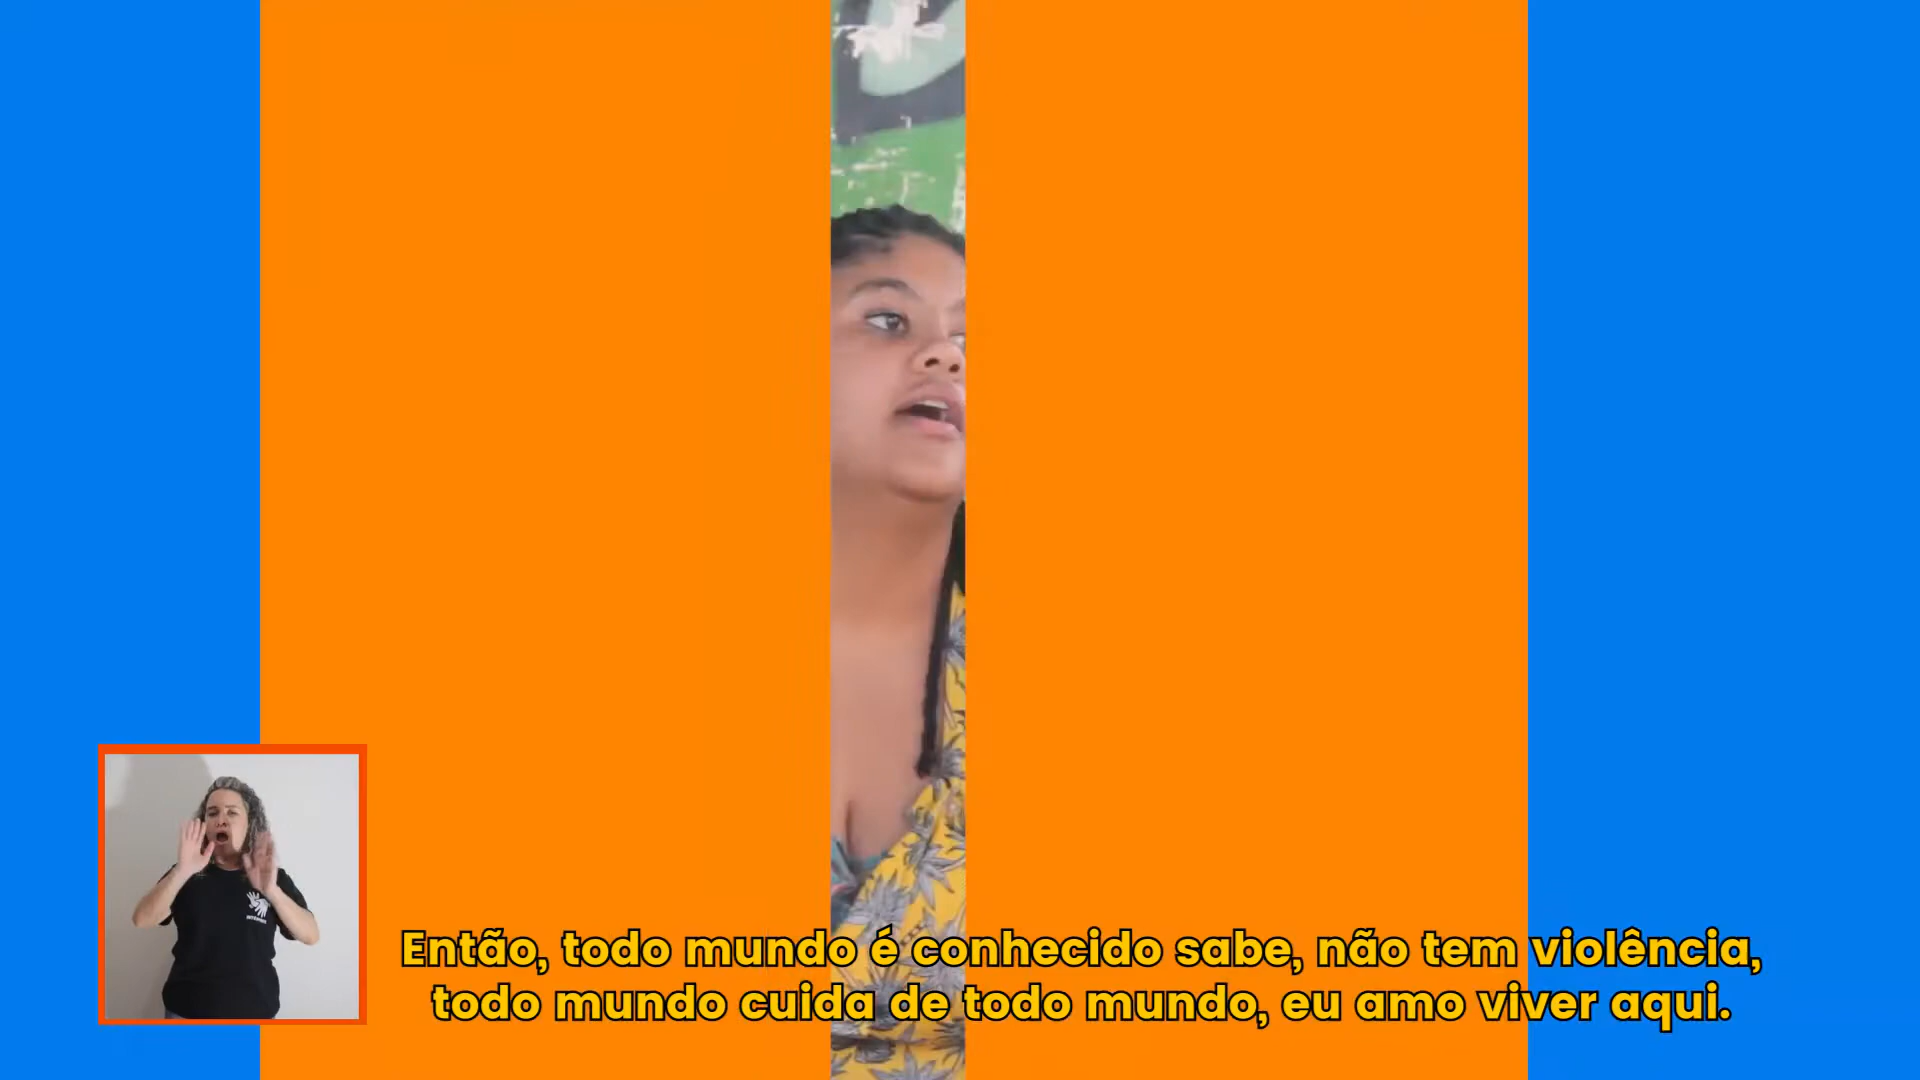 Então, todo mundo é conhecido sabe, não tem violência,
todo mundo cuida de todo mundo, eu amo viver aqui.